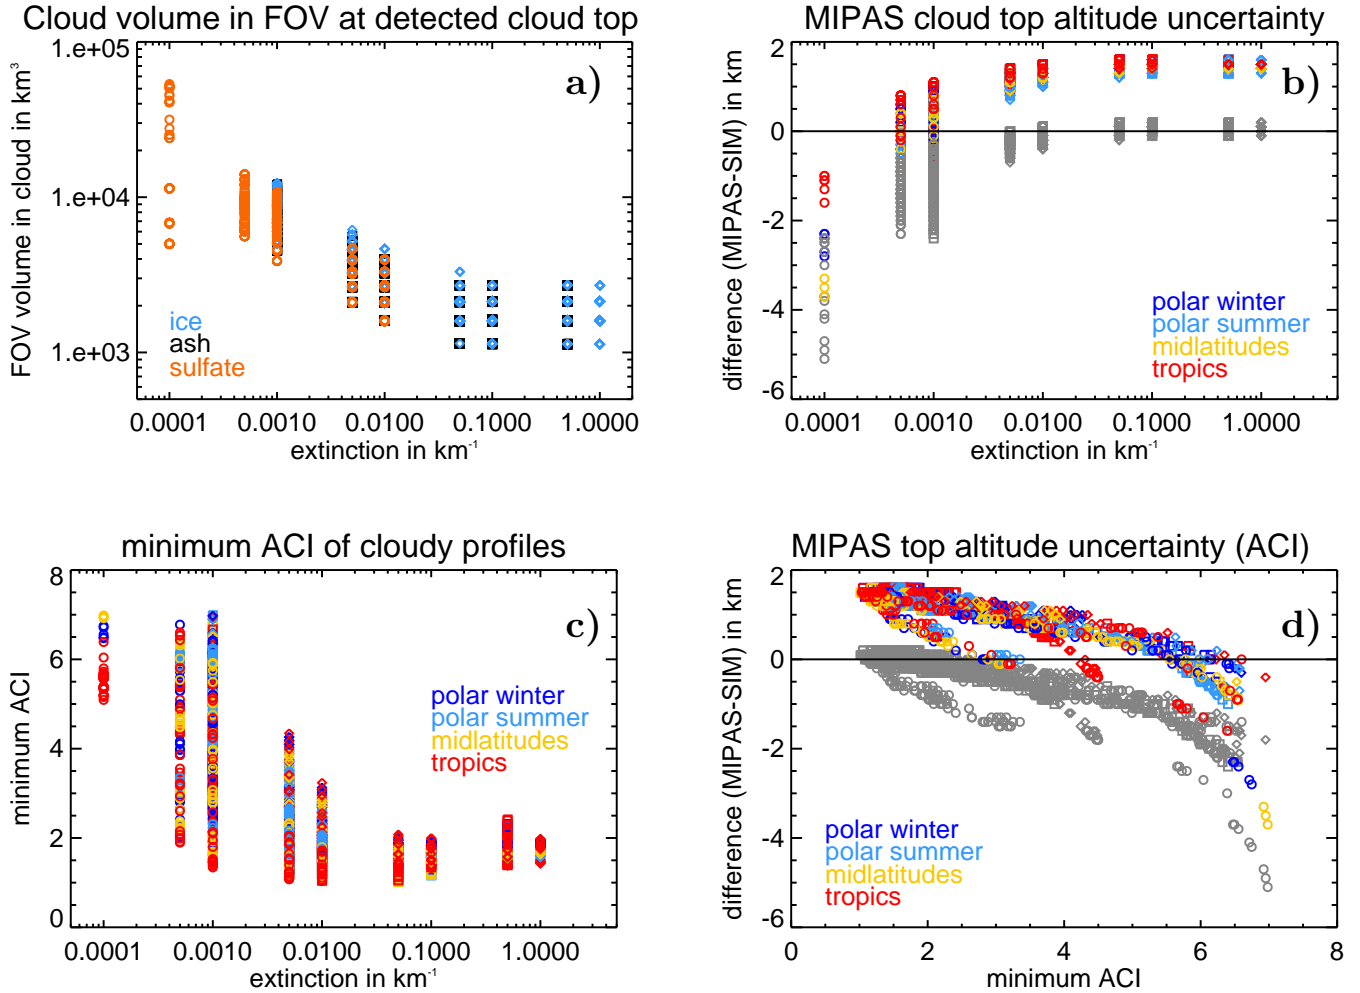 Cloud volume in FOV at detected cloud top
1.e+05
1.e+04
1.e+03
FOV volume in cloud in km³
a)
ice
ash
sulfate
0.0001 0.0010 0.0100 0.1000 1.0000
extinction in km⁻¹
MIPAS cloud top altitude uncertainty
2
0
-2
-4
-6
difference (MIPAS-SIM) in km
b)
polar winter
polar summer
midlatitudes
tropics
0.0001 0.0010 0.0100 0.1000 1.0000
extinction in km⁻¹
minimum ACI of cloudy profiles
8
6
4
2
0
minimum ACI
c)
polar winter
polar summer
midlatitudes
tropics
0.0001 0.0010 0.0100 0.1000 1.0000
extinction in km⁻¹
MIPAS top altitude uncertainty (ACI)
2
0
-2
-4
-6
difference (MIPAS-SIM) in km
d)
polar winter
polar summer
midlatitudes
tropics
0 2 4 6 8
minimum ACI